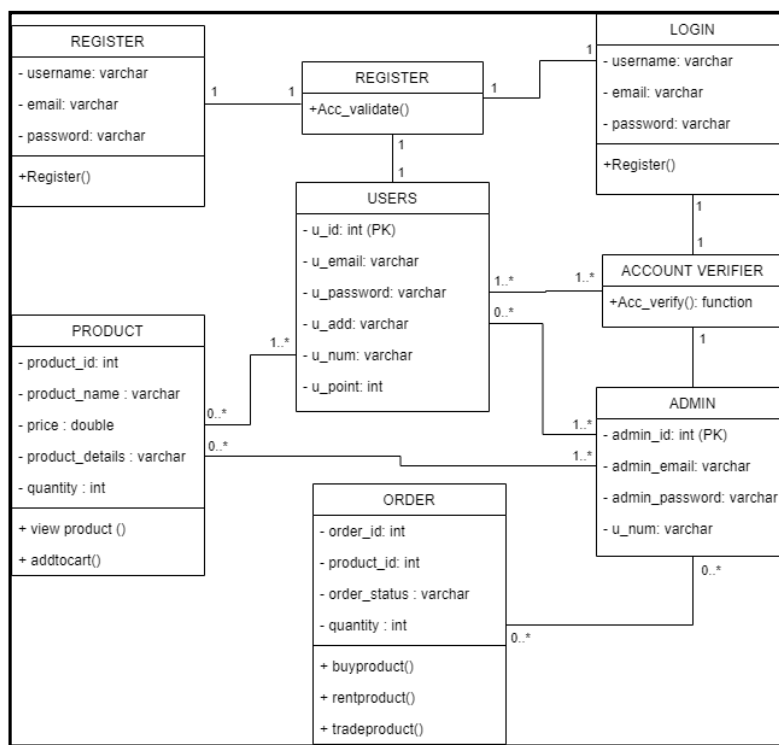 REGISTER
- username: varchar
- email: varchar
- password: varchar
+Register()
1
1
REGISTER
+Acc_validate()
1
1
LOGIN
- username: varchar
- email: varchar
- password: varchar
+Register()
1
1
USERS
- u_id: int (PK)
- u_email: varchar
- u_password: varchar
- u_add: varchar
- u_num: varchar
- u_point: int
1
1
ACCOUNT VERIFIER
+Acc_verify(): function
1..*
1..*
0..*
1..*
1
PRODUCT
- product_id: int
- product_name : varchar
- price : double
- product_details : varchar
- quantity : int
+ view product ()
+ addtocart()
1..*
0..*
0..*
1..*
ADMIN
- admin_id: int (PK)
- admin_email: varchar
- admin_password: varchar
- u_num: varchar
0..*
ORDER
- order_id: int
- product_id: int
- order_status : varchar
- quantity : int
+ buyproduct()
+ rentproduct()
+ tradeproduct()
0..*